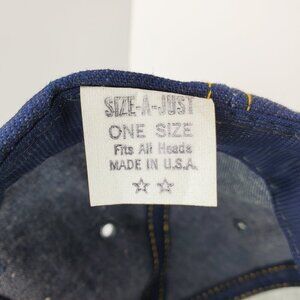 SIZE-A-JUST
ONE SIZE
Fits All Heads
MADE IN U.S.A.